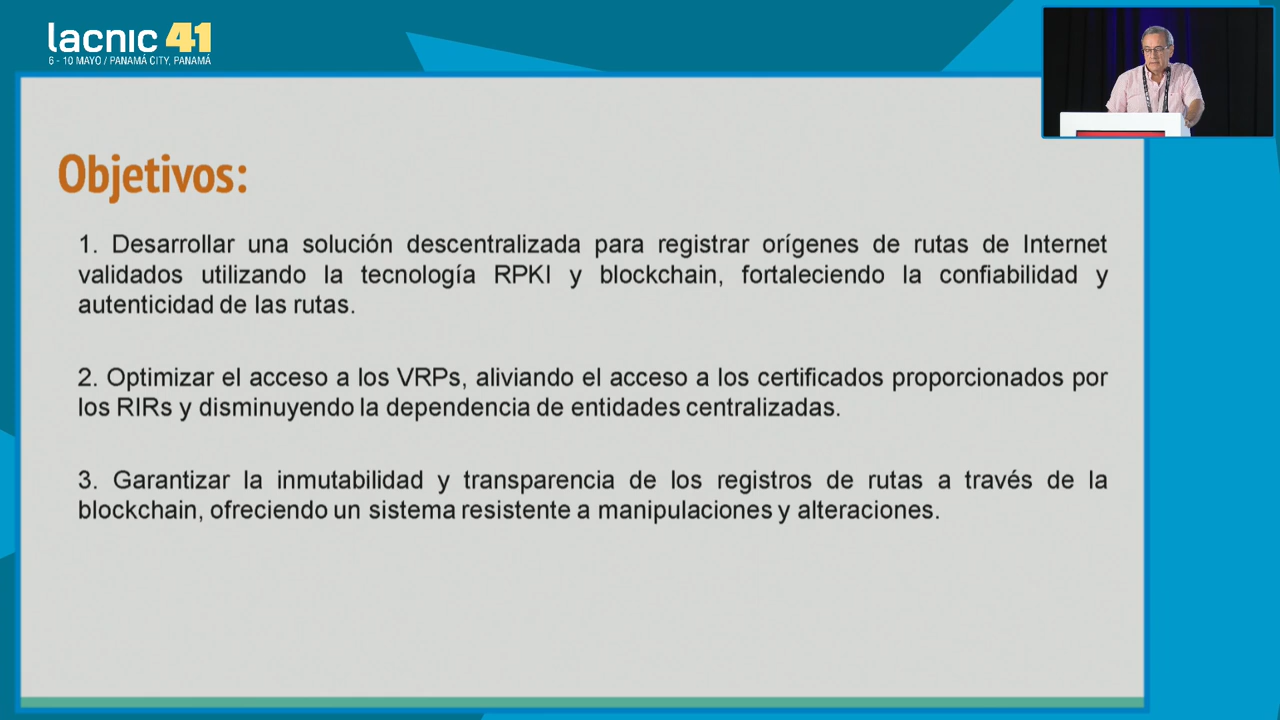 lacnic 41
6 - 10 MAYO / PANAMÁ CITY, PANAMÁ
Objetivos:
1. Desarrollar una solución descentralizada para registrar orígenes de rutas de Internet
validados utilizando la tecnología RPKI y blockchain, fortaleciendo la confiabilidad y
autenticidad de las rutas.
2. Optimizar el acceso a los VRPs, aliviando el acceso a los certificados proporcionados por
los RIRs y disminuyendo la dependencia de entidades centralizadas.
3. Garantizar la inmutabilidad y transparencia de los registros de rutas a través de la
blockchain, ofreciendo un sistema resistente a manipulaciones y alteraciones.